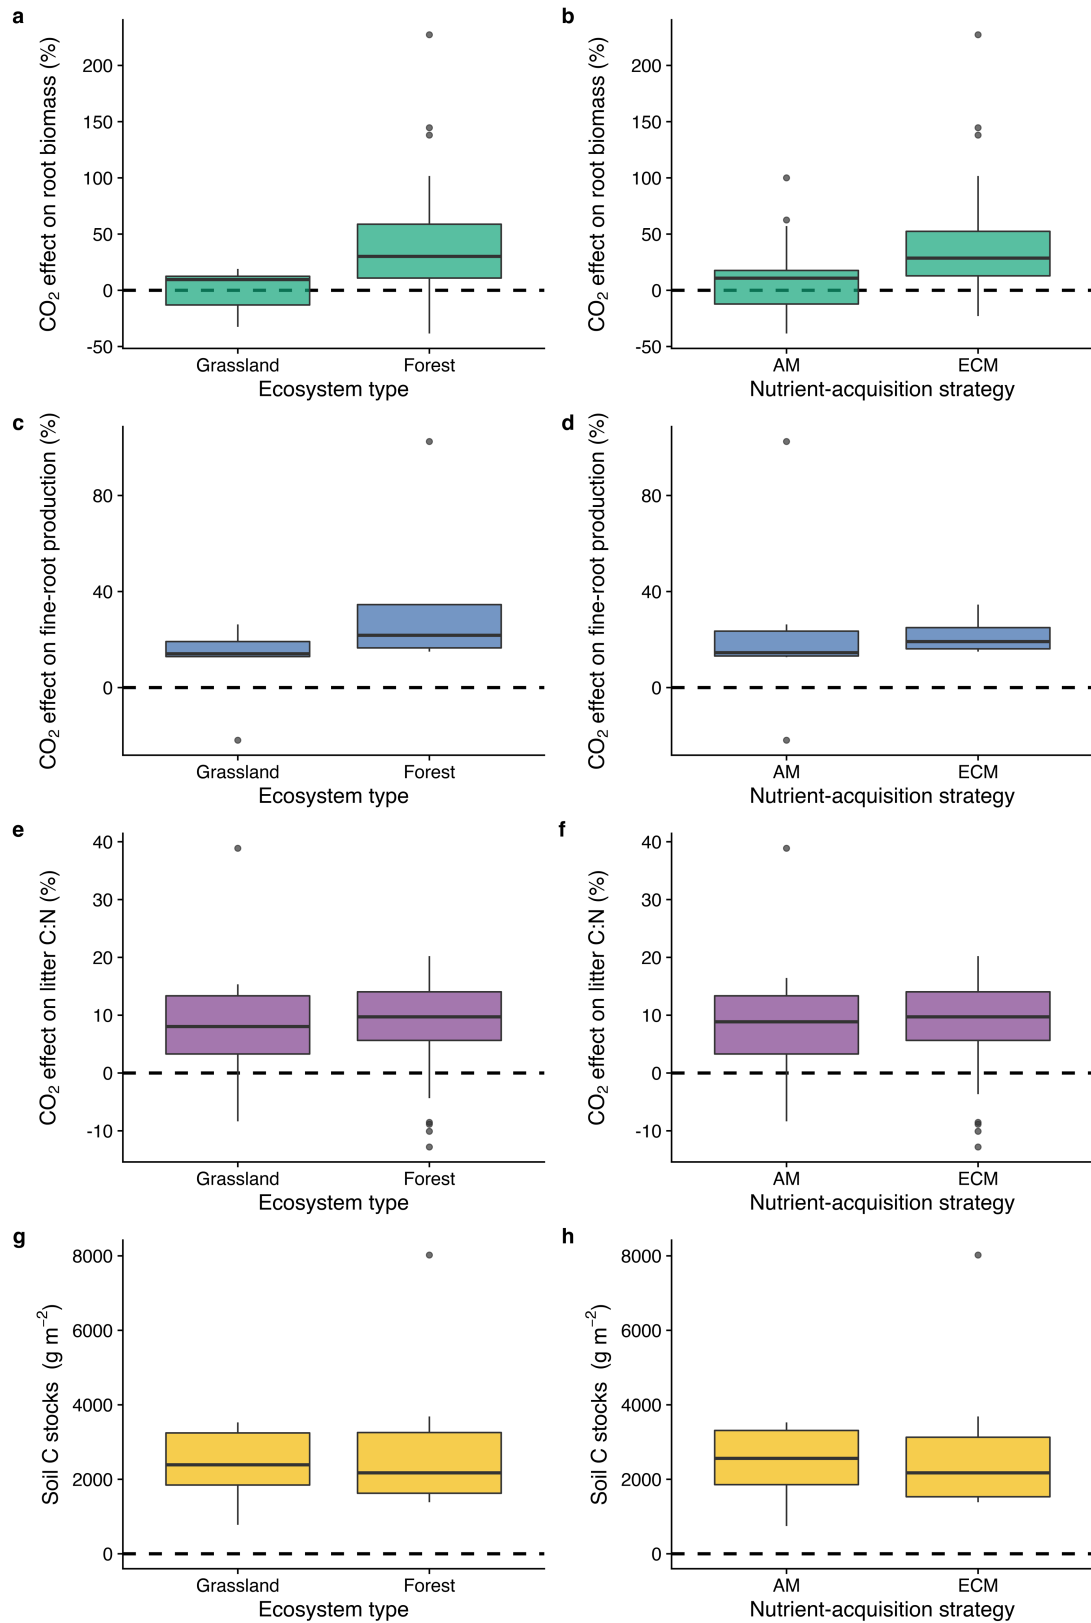 a
CO₂ effect on root biomass (%)
200
150
100
50
0
-50
Grassland
Forest
Ecosystem type
b
CO₂ effect on root biomass (%)
200
150
100
50
0
-50
AM
ECM
Nutrient-acquisition strategy
c
CO₂ effect on fine-root production (%)
80
40
0
Grassland
Forest
Ecosystem type
d
CO₂ effect on fine-root production (%)
80
40
0
AM
ECM
Nutrient-acquisition strategy
e
CO₂ effect on litter C:N (%)
40
30
20
10
0
-10
Grassland
Forest
Ecosystem type
f
CO₂ effect on litter C:N (%)
40
30
20
10
0
-10
AM
ECM
Nutrient-acquisition strategy
g
Soil C stocks (g m⁻²)
8000
6000
4000
2000
0
Grassland
Forest
Ecosystem type
h
Soil C stocks (g m⁻²)
8000
6000
4000
2000
0
AM
ECM
Nutrient-acquisition strategy